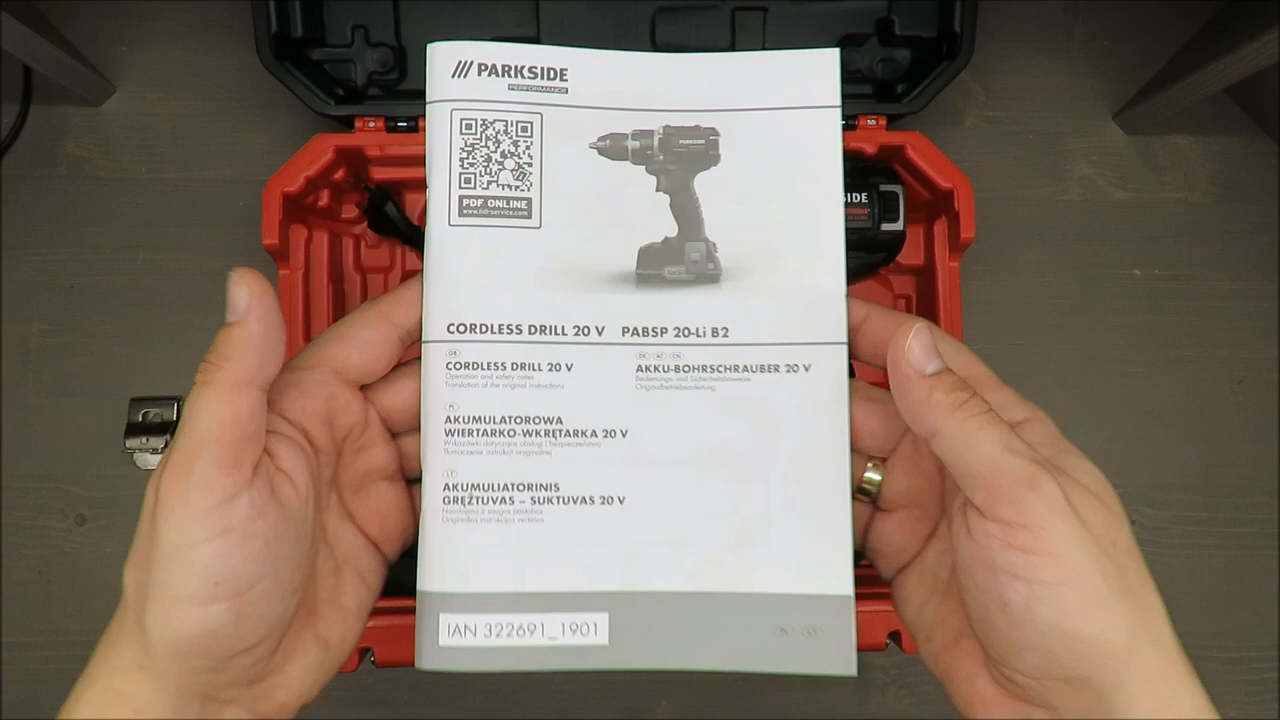 /// PARKSIDE
PERFORMANCE
PDF ONLINE
www.lidl-service.com
PARKSIDE
SIDE
CORDLESS DRILL 20 V PABSP 20-Li B2
GB
CORDLESS DRILL 20 V
Operation and safety notes
Translation of the original instructions
DE AT CH
AKKU-BOHRSCHRAUBER 20 V
Bedienungs- und Sicherheitshinweise
Originalbetriebsanleitung
PL
AKUMULATOROWA
WIERTARKO-WKRĘTARKA 20 V
Wskazówki dotyczące obsługi i bezpieczeństwa
Tłumaczenie instrukcji oryginalnej
LT
AKUMULIATORINIS
GRĘŽTUVAS – SUKTUVAS 20 V
Naudojimo ir saugos pastabos
Originalios instrukcijos vertimas
IAN 322691_1901